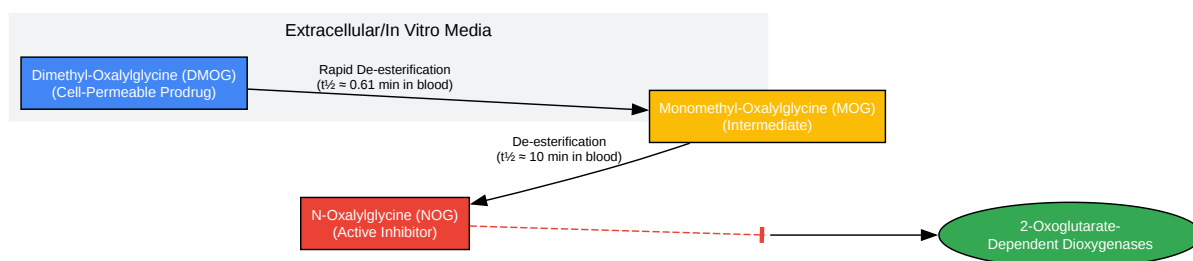 Extracellular/In Vitro Media
Dimethyl-Oxalylglycine (DMOG)
(Cell-Permeable Prodrug)
Rapid De-esterification
(t½ ≈ 0.61 min in blood)
Monomethyl-Oxalylglycine (MOG)
(Intermediate)
De-esterification
(t½ ≈ 10 min in blood)
N-Oxalylglycine (NOG)
(Active Inhibitor)
2-Oxoglutarate-
Dependent Dioxygenases